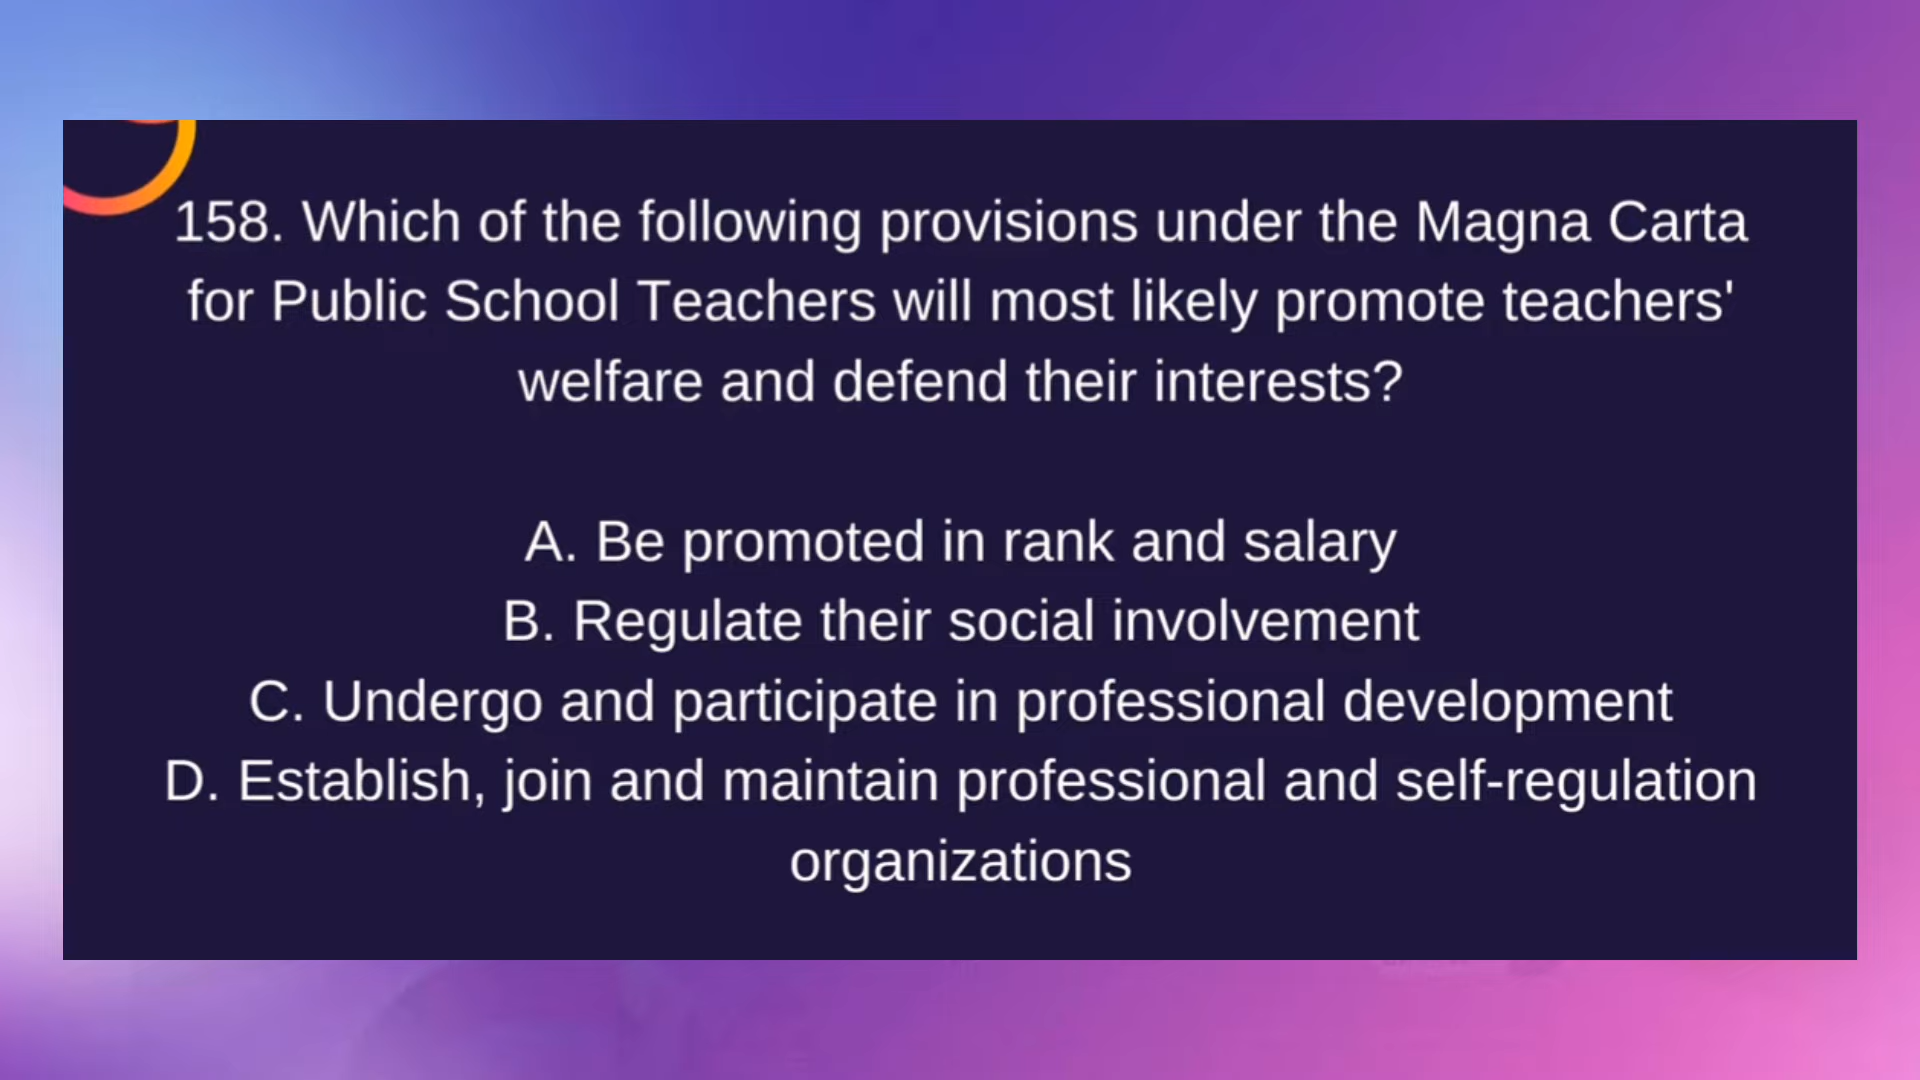 158. Which of the following provisions under the Magna Carta
for Public School Teachers will most likely promote teachers'
welfare and defend their interests?
A. Be promoted in rank and salary
B. Regulate their social involvement
C. Undergo and participate in professional development
D. Establish, join and maintain professional and self-regulation
organizations